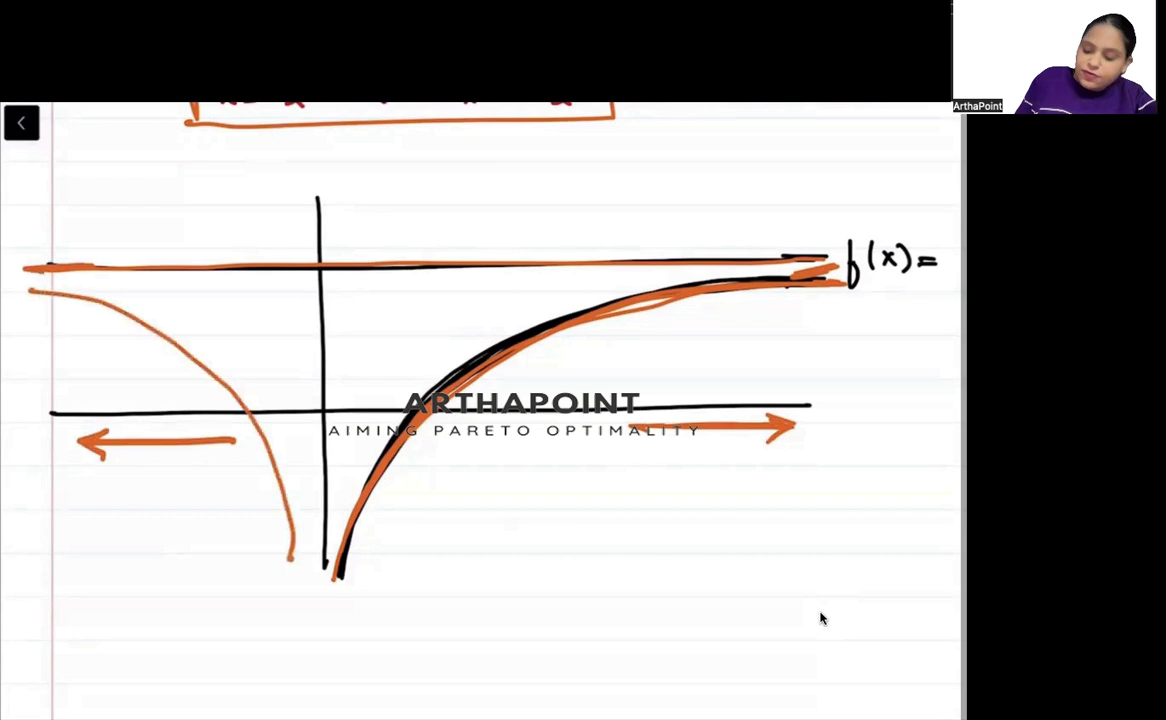 ArthaPoint
f(x) =
ARTHAPOINT
AIMING PARETO OPTIMALITY